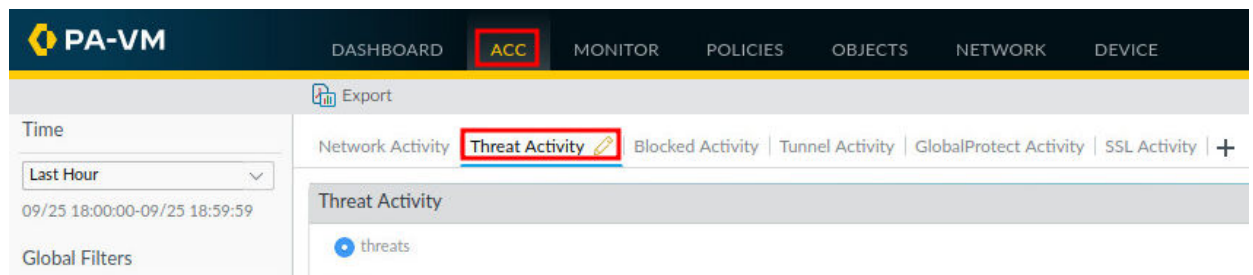 PA-VM
DASHBOARD ACC MONITOR POLICIES OBJECTS NETWORK DEVICE
Export
Time
Network Activity Threat Activity Blocked Activity Tunnel Activity GlobalProtect Activity SSL Activity +
Last Hour
09/25 18:00:00-09/25 18:59:59
Threat Activity
threats
Global Filters